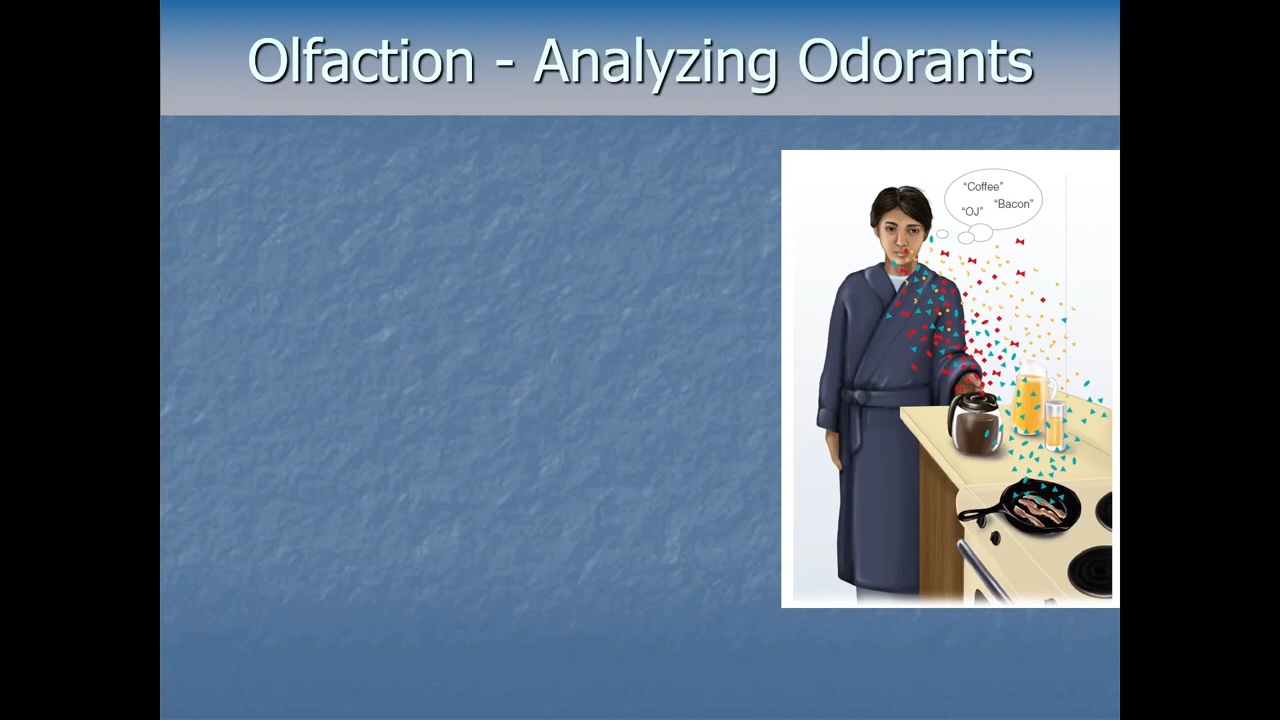 Olfaction - Analyzing Odorants
“Coffee”
“Bacon”
“OJ”